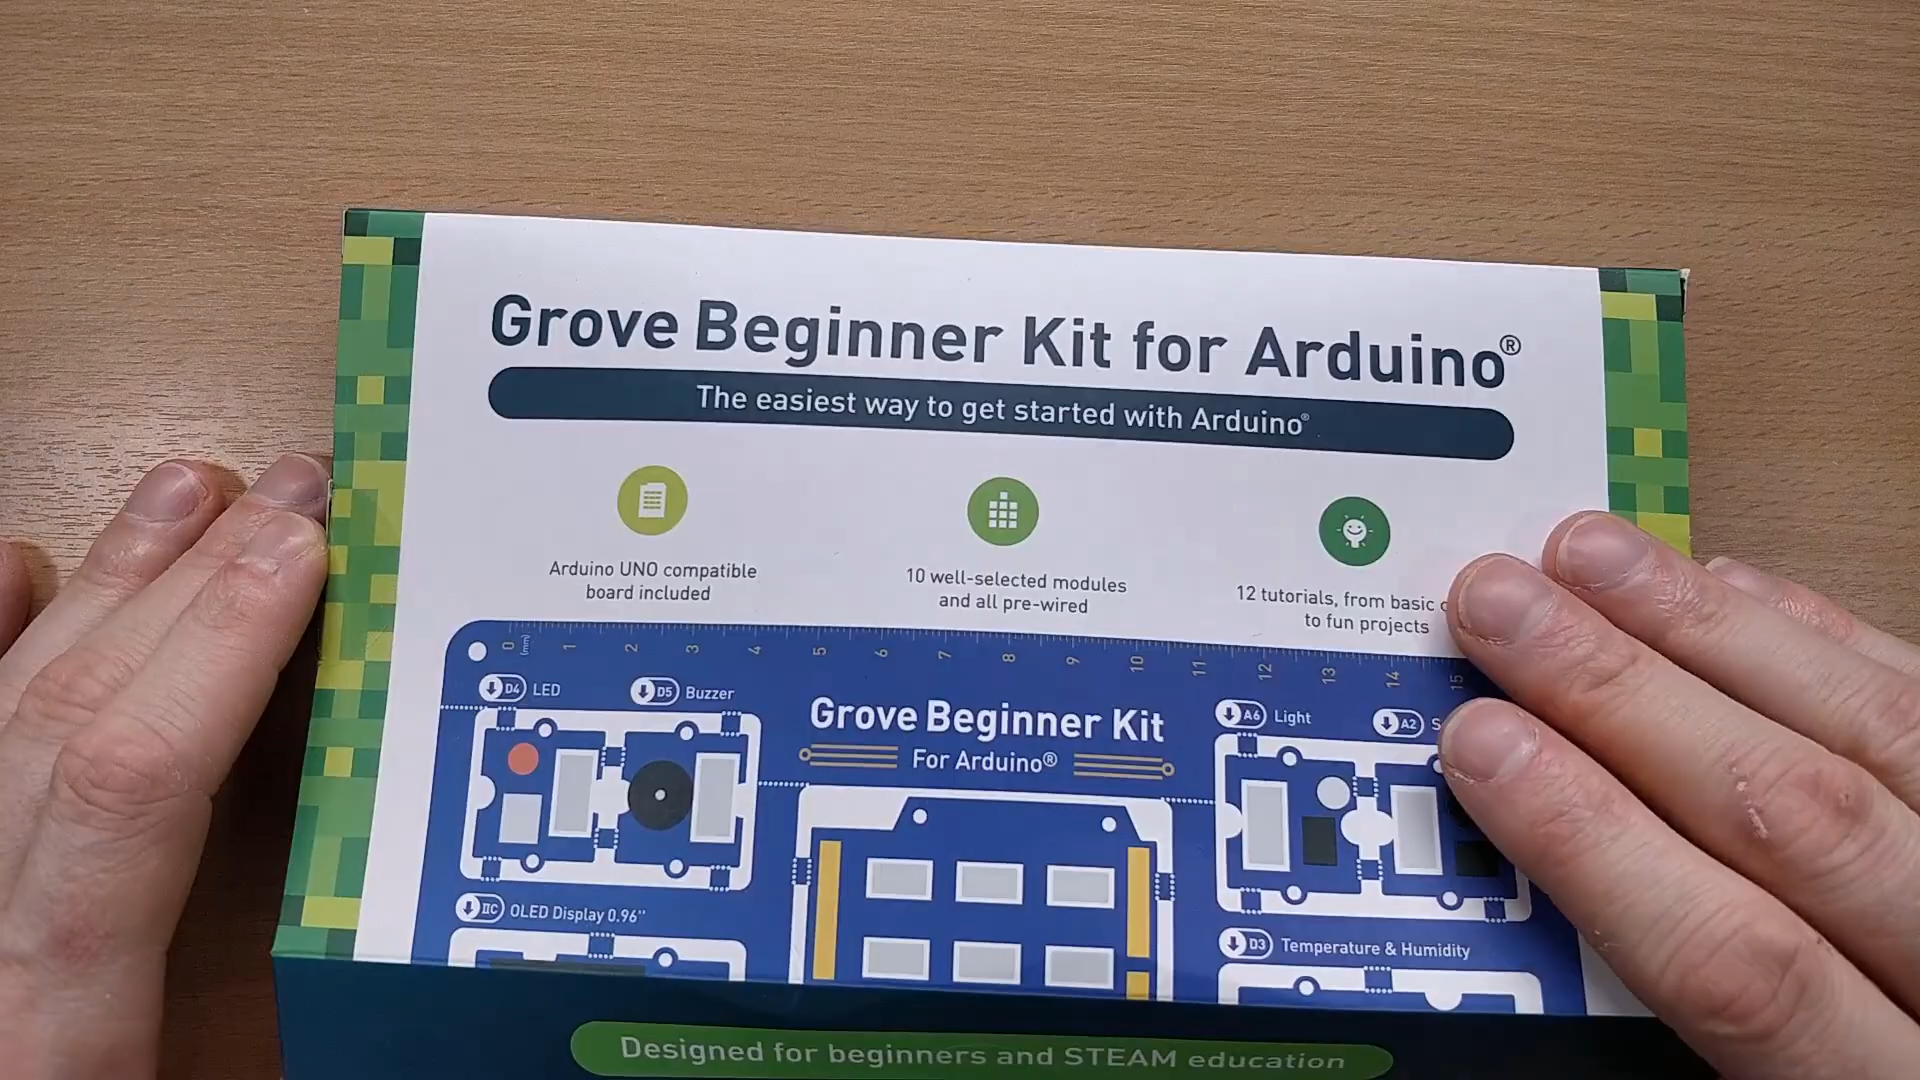 Grove Beginner Kit for Arduino®
The easiest way to get started with Arduino®
Arduino UNO compatible
board included
10 well-selected modules
and all pre-wired
12 tutorials, from basic
to fun projects
0 1 2 3 4 5 6 7 8 9 10 11 12 13 14 15
(mm)
D4 LED
D5 Buzzer
Grove Beginner Kit
For Arduino®
A6 Light
A2
IIC OLED Display 0.96''
D3 Temperature & Humidity
Designed for beginners and STEAM education